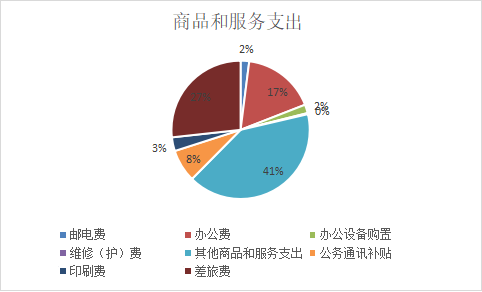 商品和服务支出
2%
17%
2%
0%
41%
8%
3%
27%
邮电费
办公费
办公设备购置
维修（护）费
其他商品和服务支出
公务通讯补贴
印刷费
差旅费